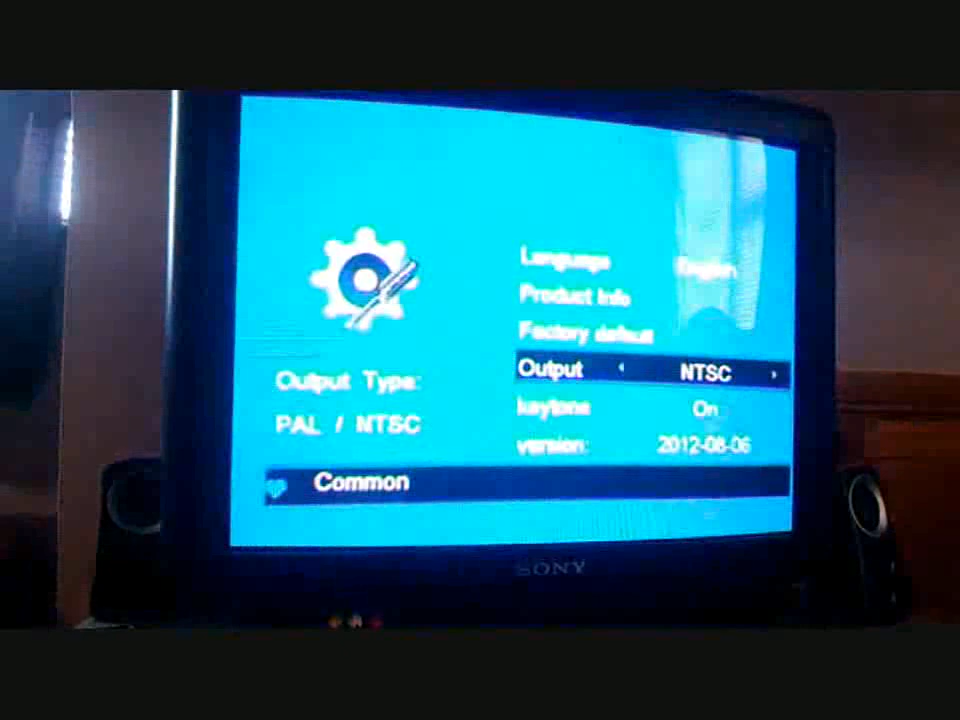 Language English
Product Info
Factory default
Output NTSC
keytone On
version: 2012-08-06
Output Type:
PAL / NTSC
Common
SONY